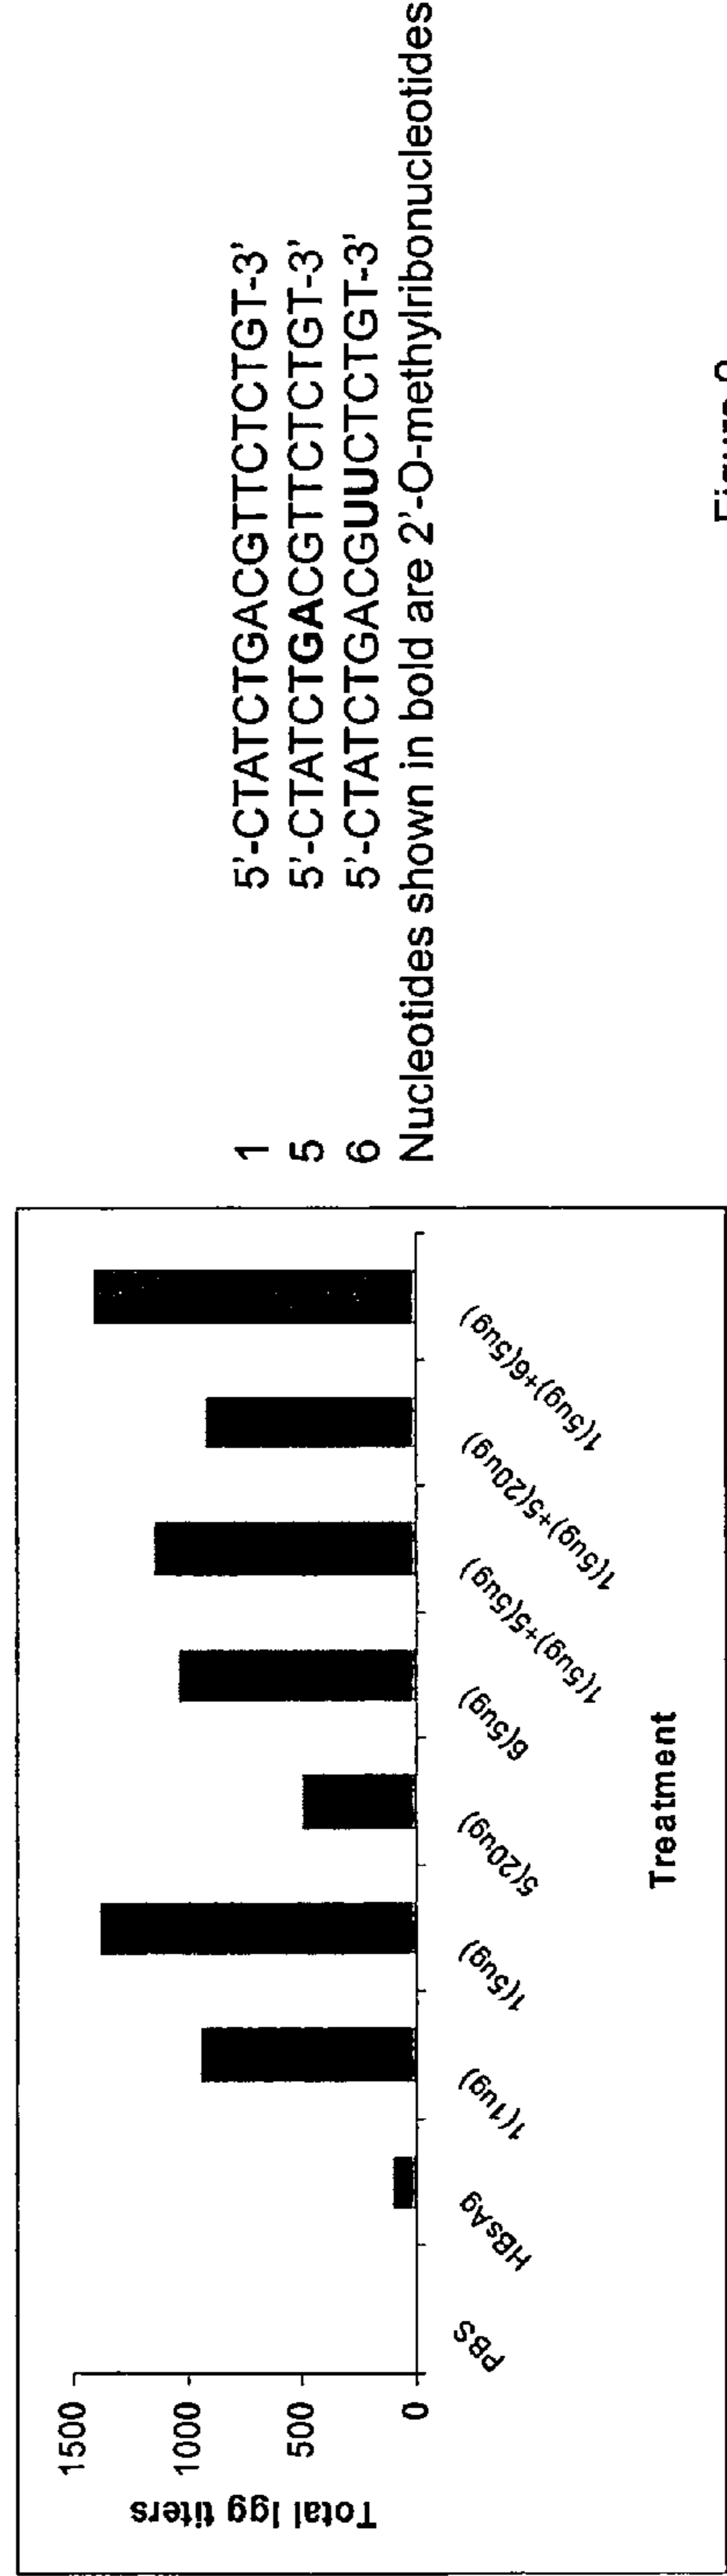 Total Igg titers
1500
1000
500
0
PBS
HBsAg
1(1ug)
1(5ug)
5(20ug)
6(5ug)
1(5ug)+5(5ug)
1(5ug)+5(20ug)
1(5ug)+6(5ug)
Treatment
1 5'-CTATCTGACGTTCTCTGT-3'
5 5'-CTATCTGACGTTCTCTGT-3'
6 5'-CTATCTGACGUUCTCTGT-3'
Nucleotides shown in bold are 2'-O-methylribonucleotides